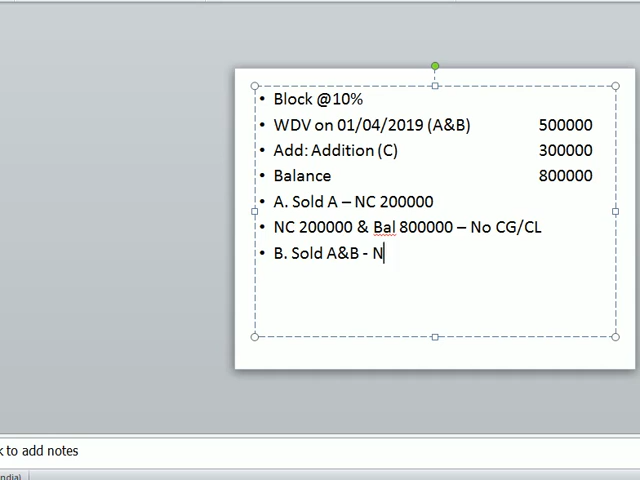 Block @10%
WDV on 01/04/2019 (A&B) 500000
Add: Addition (C) 300000
Balance 800000
A. Sold A – NC 200000
NC 200000 & Bal 800000 – No CG/CL
B. Sold A&B - N
k to add notes
ndia)